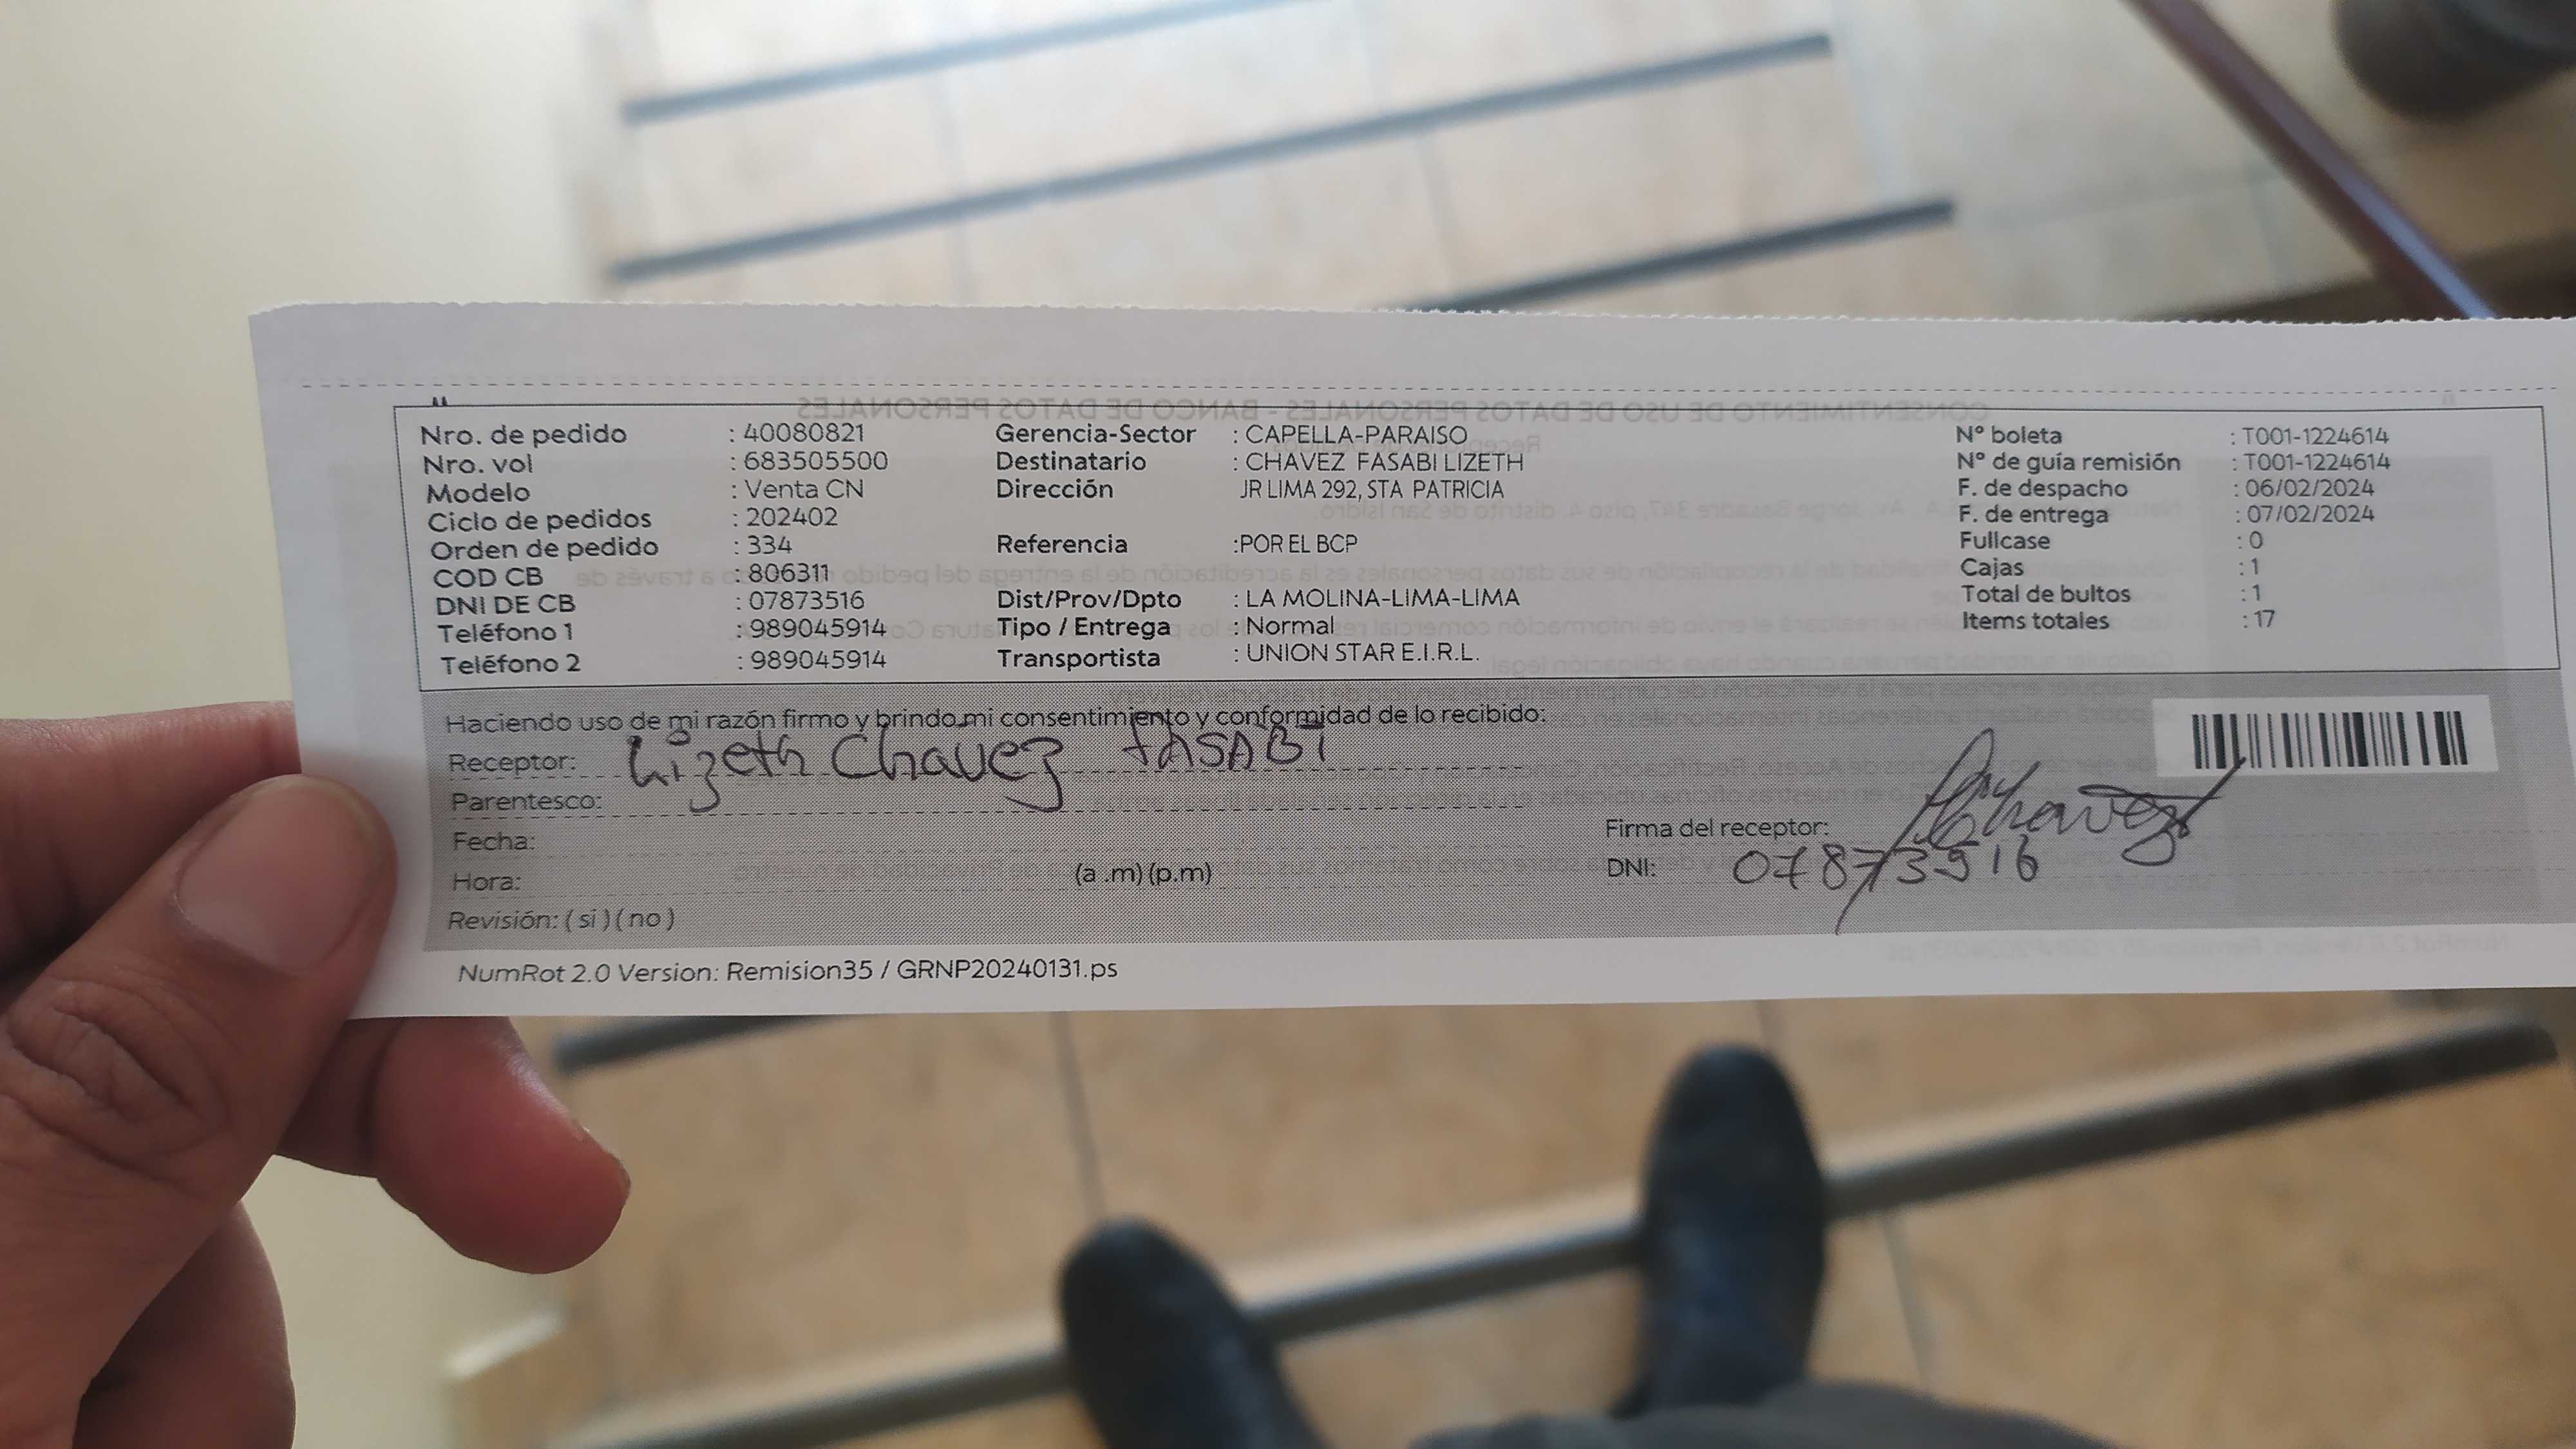 Nro. de pedido : 40080821 Gerencia-Sector : CAPELLA-PARAISO N° boleta : T001-1224614
Nro. vol : 683505500 Destinatario : CHAVEZ FASABI LIZETH N° de guía remisión : T001-1224614
Modelo : Venta CN Dirección JR LIMA 292, STA PATRICIA F. de despacho : 06/02/2024
Ciclo de pedidos : 202402 F. de entrega : 07/02/2024
Orden de pedido : 334 Referencia :POR EL BCP Fullcase : 0
COD CB : 806311 Cajas : 1
DNI DE CB : 07873516 Dist/Prov/Dpto : LA MOLINA-LIMA-LIMA Total de bultos : 1
Teléfono 1 : 989045914 Tipo / Entrega : Normal Items totales : 17
Teléfono 2 : 989045914 Transportista : UNION STAR E.I.R.L.
Haciendo uso de mi razón firmo y brindo mi consentimiento y conformidad de lo recibido:
Receptor: Lizeth Chavez FASABI
Parentesco:
Fecha:
Firma del receptor: Chavez
Hora: (a .m) (p.m) DNI: 07873516
Revisión: ( si ) ( no )
NumRot 2.0 Version: Remision35 / GRNP20240131.ps